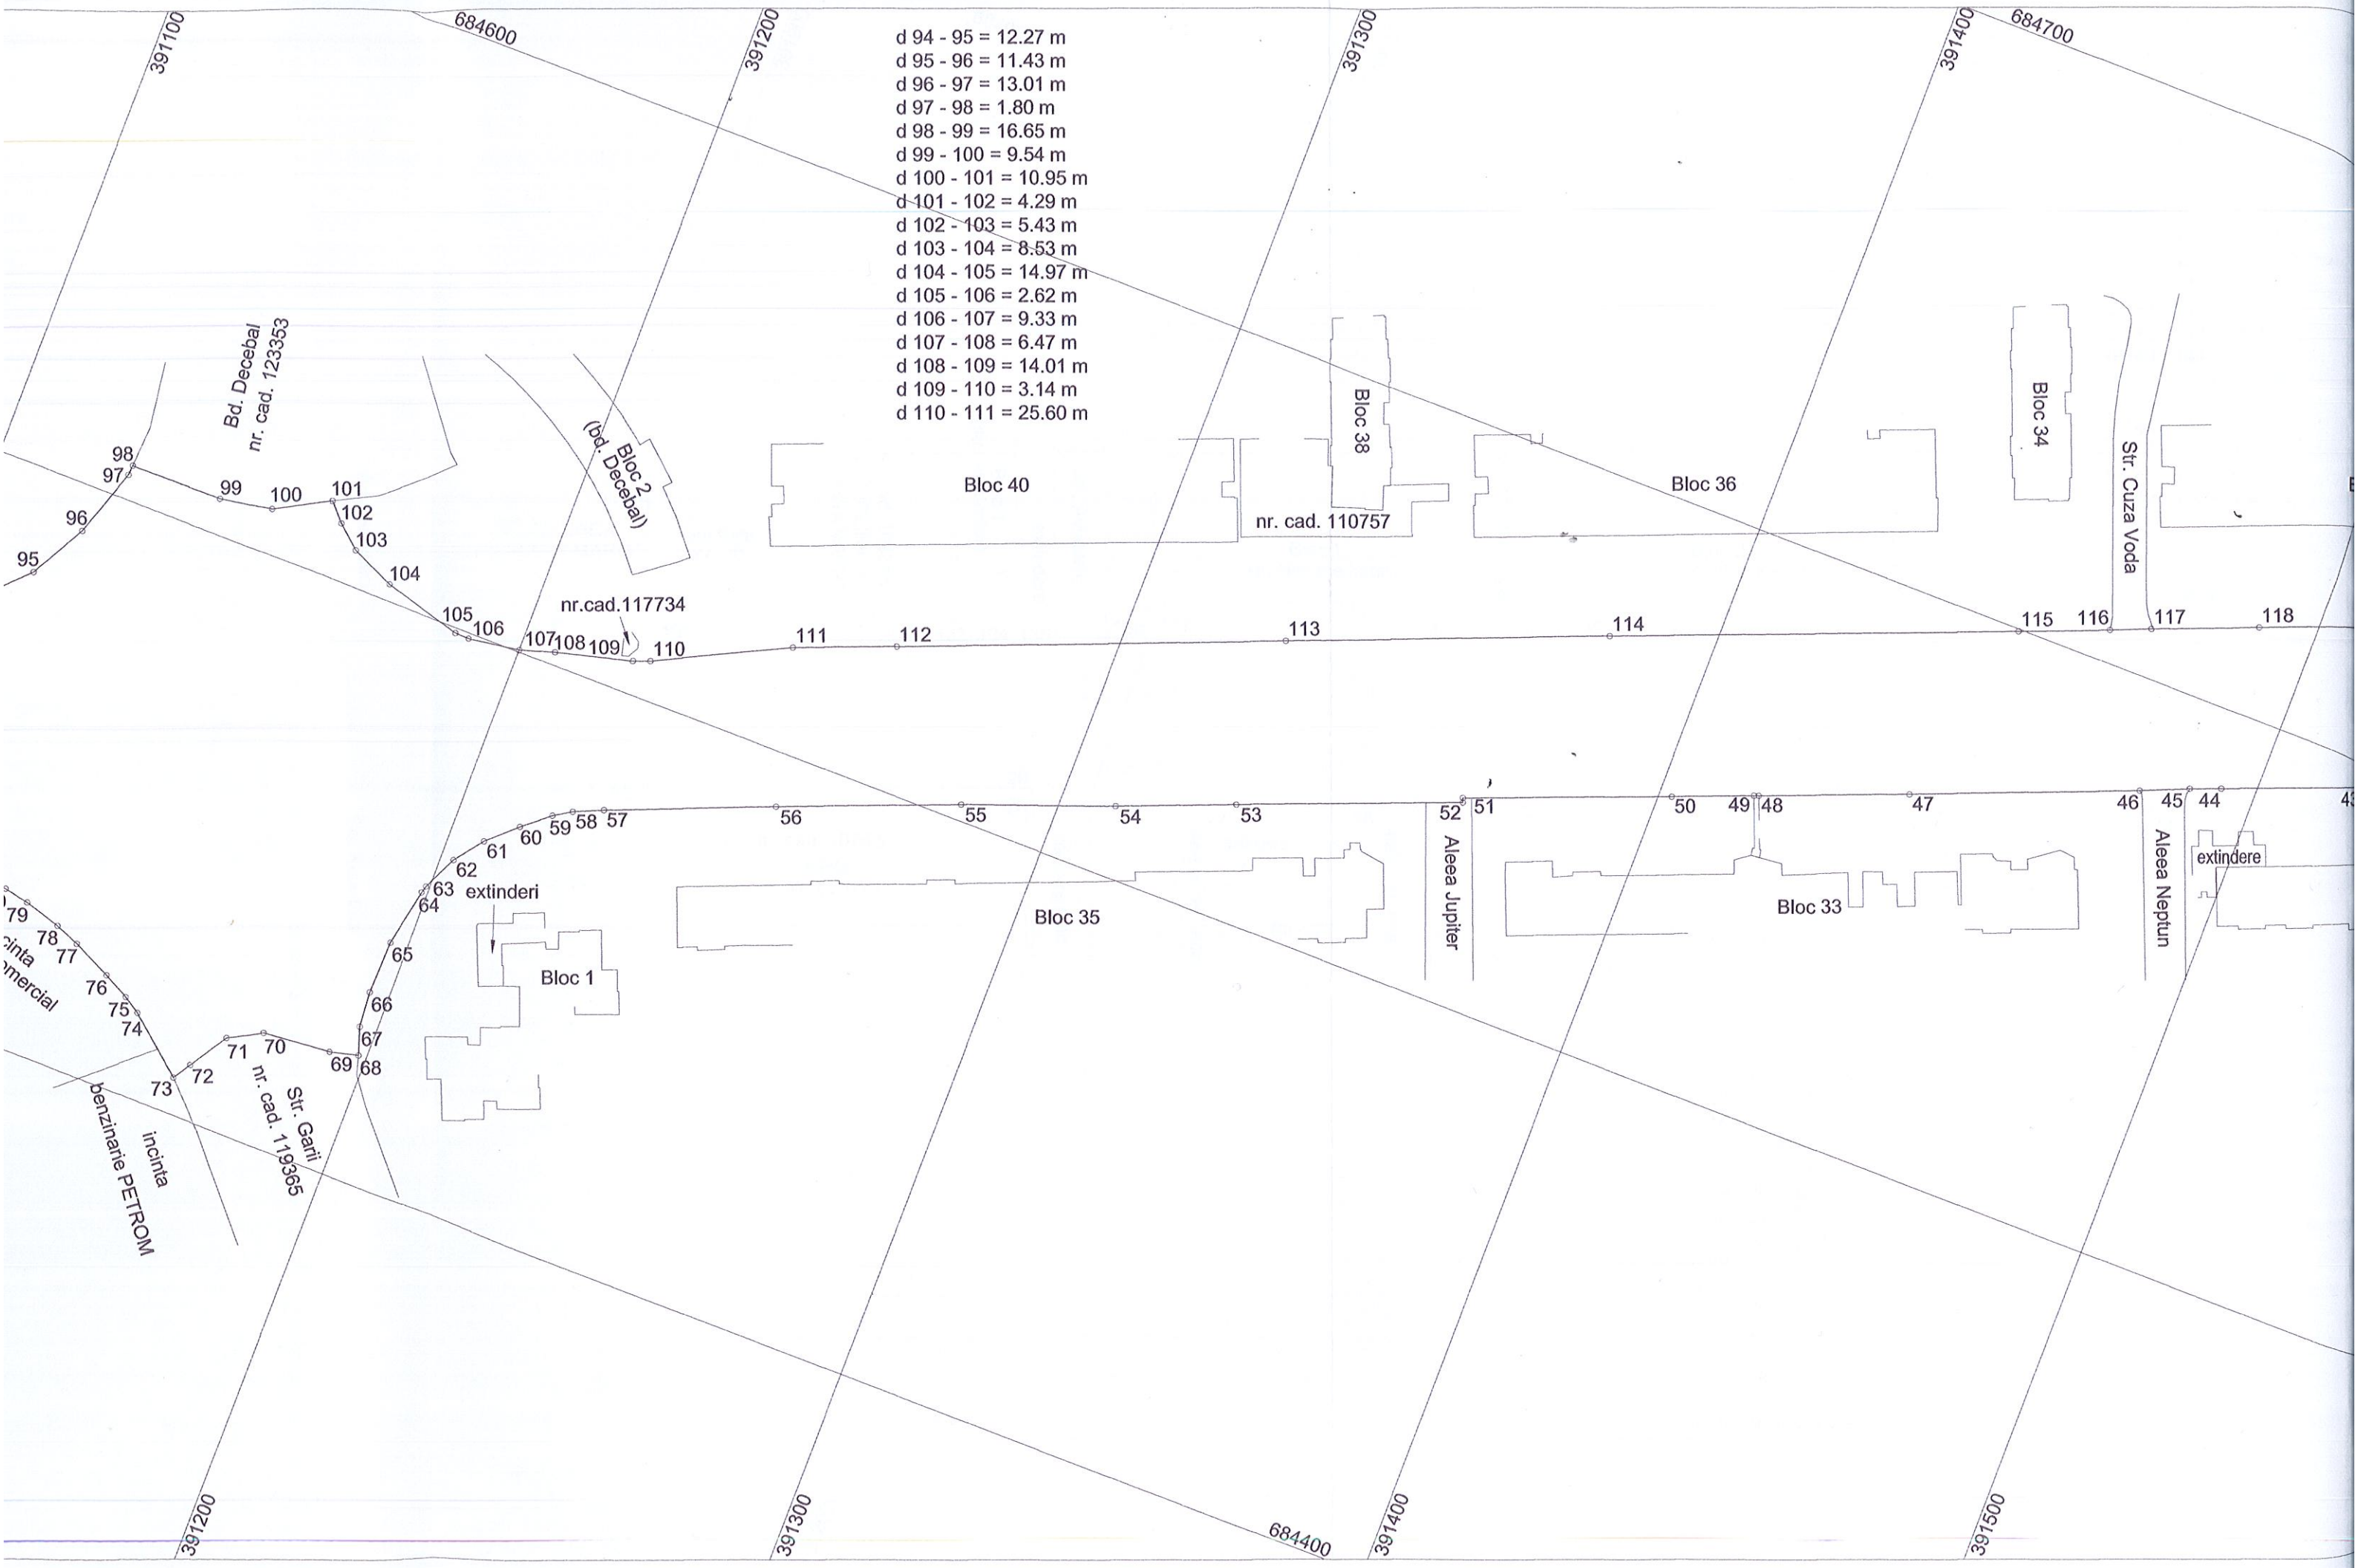 391100
684600
391200
391300
391400
684700
d 94 - 95 = 12.27 m
d 95 - 96 = 11.43 m
d 96 - 97 = 13.01 m
d 97 - 98 = 1.80 m
d 98 - 99 = 16.65 m
d 99 - 100 = 9.54 m
d 100 - 101 = 10.95 m
d 101 - 102 = 4.29 m
d 102 - 103 = 5.43 m
d 103 - 104 = 8.53 m
d 104 - 105 = 14.97 m
d 105 - 106 = 2.62 m
d 106 - 107 = 9.33 m
d 107 - 108 = 6.47 m
d 108 - 109 = 14.01 m
d 109 - 110 = 3.14 m
d 110 - 111 = 25.60 m
Bd. Decebal
nr. cad. 123353
Bloc 2
(bd. Decebal)
Bloc 40
Bloc 38
nr. cad. 110757
Bloc 36
Bloc 34
Str. Cuza Voda
98
97
96
95
99
100
101
102
103
104
105
106
107
108
109
nr.cad.117734
110
111
112
113
114
115
116
117
118
79
78
77
76
75
74
73
72
71
70
69
68
67
66
65
64
63
62
61
60
59
58
57
56
55
54
53
52
51
50
49
48
47
46
45
44
extinderi
Bloc 1
Bloc 35
Aleea Jupiter
Bloc 33
Aleea Neptun
extindere
Str. Garii
nr. cad. 119365
incinta
benzinarie PETROM
391200
391300
684400
391400
391500